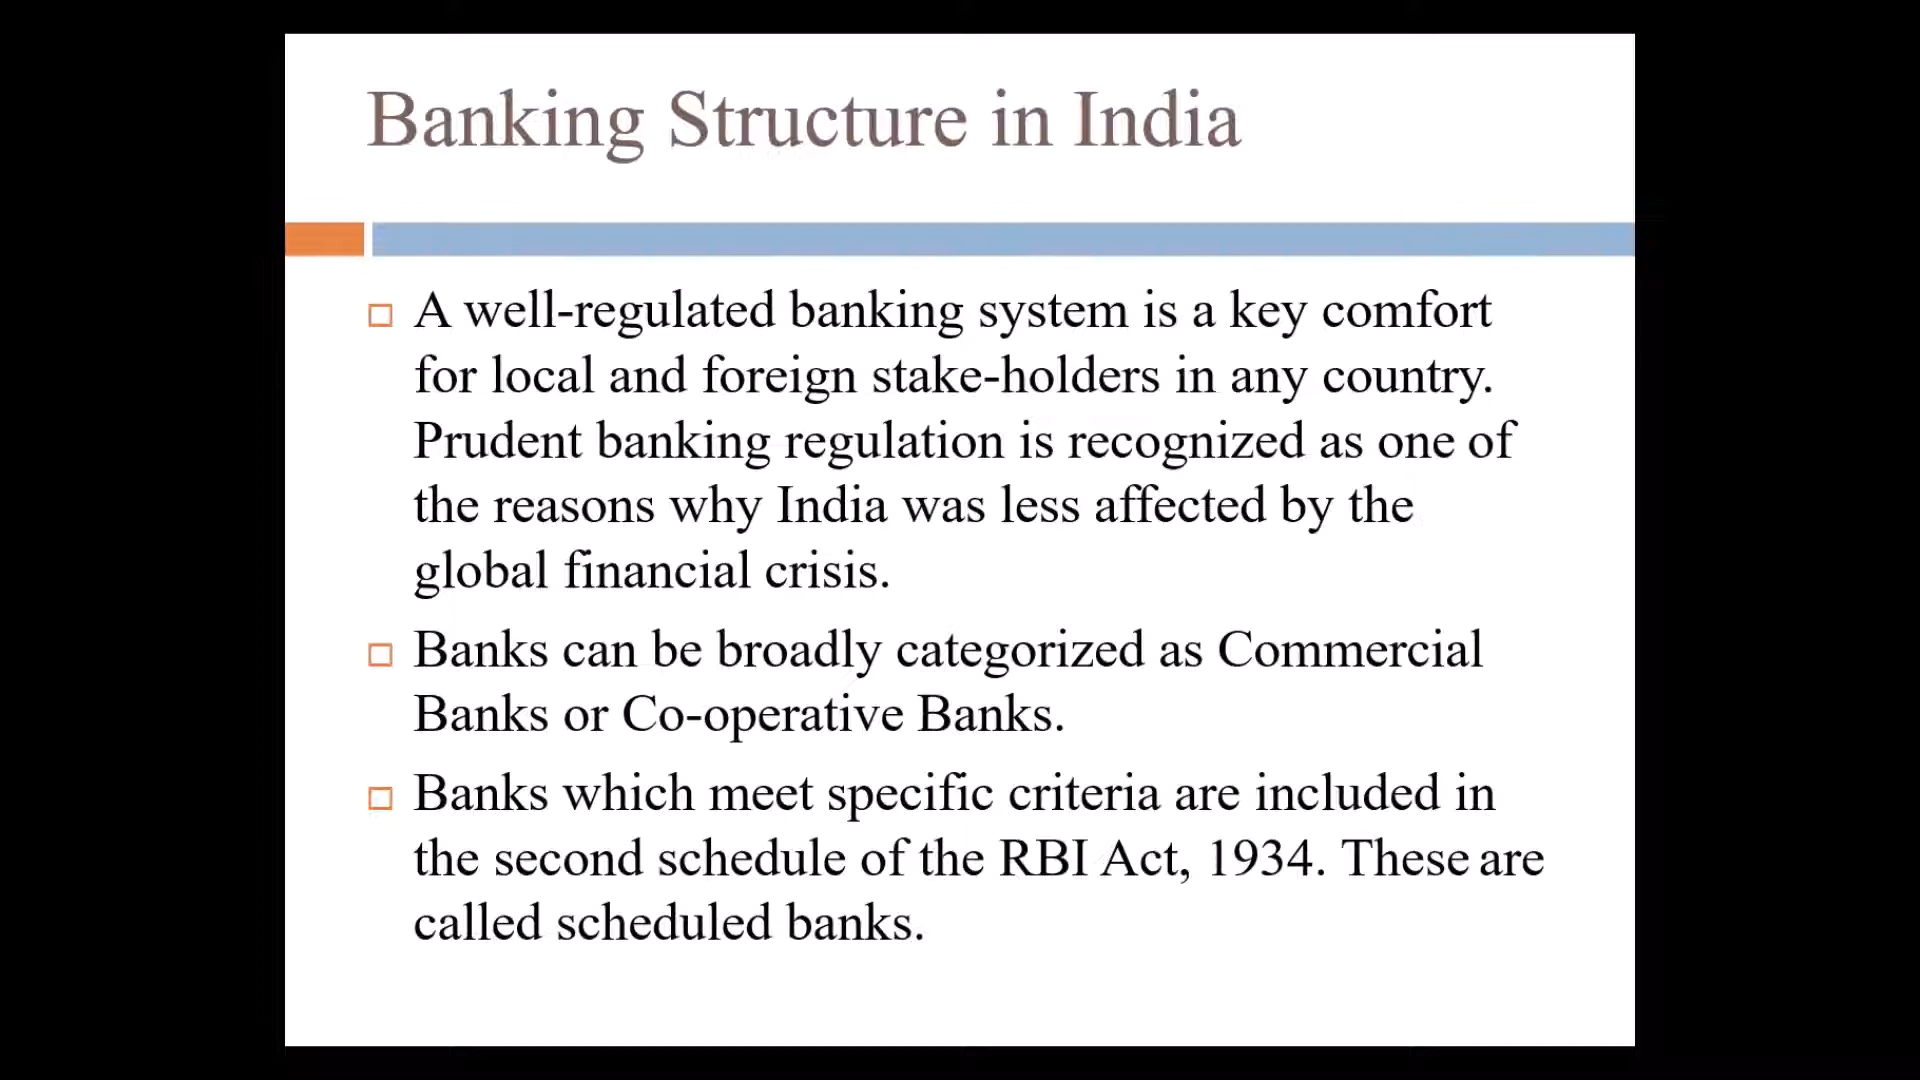 Banking Structure in India
A well-regulated banking system is a key comfort
for local and foreign stake-holders in any country.
Prudent banking regulation is recognized as one of
the reasons why India was less affected by the
global financial crisis.
Banks can be broadly categorized as Commercial
Banks or Co-operative Banks.
Banks which meet specific criteria are included in
the second schedule of the RBI Act, 1934. These are
called scheduled banks.